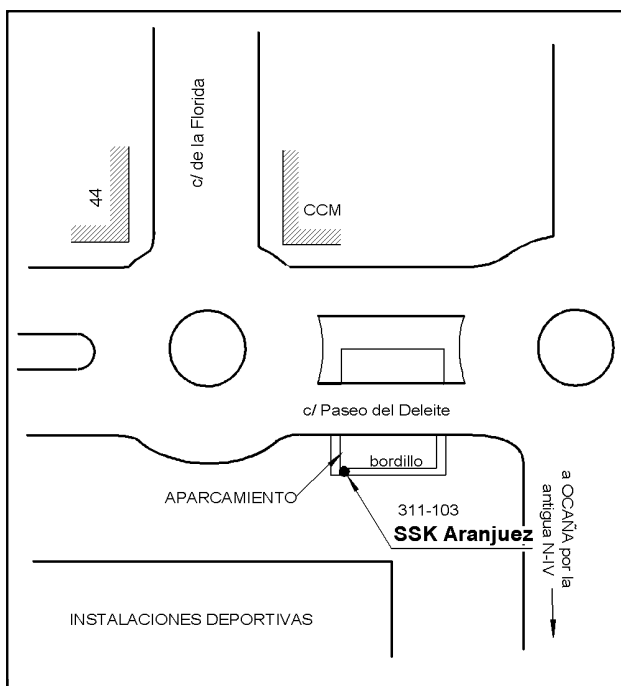 c/ de la Florida
44
CCM
c/ Paseo del Deleite
bordillo
APARCAMIENTO
311-103
SSK Aranjuez
a OCAÑA por la
antigua N-IV
INSTALACIONES DEPORTIVAS